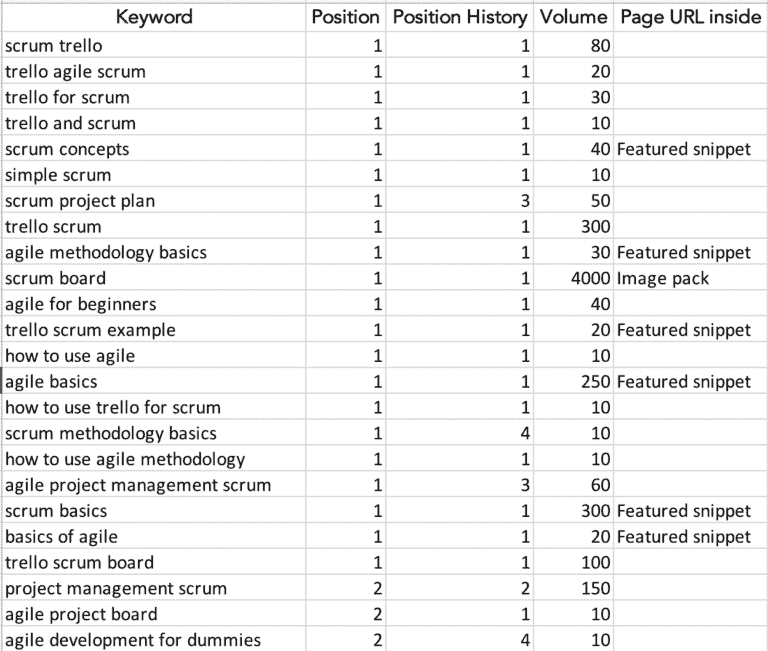 Keyword Position Position History Volume Page URL inside
scrum trello 1 1 80
trello agile scrum 1 1 20
trello for scrum 1 1 30
trello and scrum 1 1 10
scrum concepts 1 1 40 Featured snippet
simple scrum 1 1 10
scrum project plan 1 3 50
trello scrum 1 1 300
agile methodology basics 1 1 30 Featured snippet
scrum board 1 1 4000 Image pack
agile for beginners 1 1 40
trello scrum example 1 1 20 Featured snippet
how to use agile 1 1 10
agile basics 1 1 250 Featured snippet
how to use trello for scrum 1 1 10
scrum methodology basics 1 4 10
how to use agile methodology 1 1 10
agile project management scrum 1 3 60
scrum basics 1 1 300 Featured snippet
basics of agile 1 1 20 Featured snippet
trello scrum board 1 1 100
project management scrum 2 2 150
agile project board 2 1 10
agile development for dummies 2 4 10